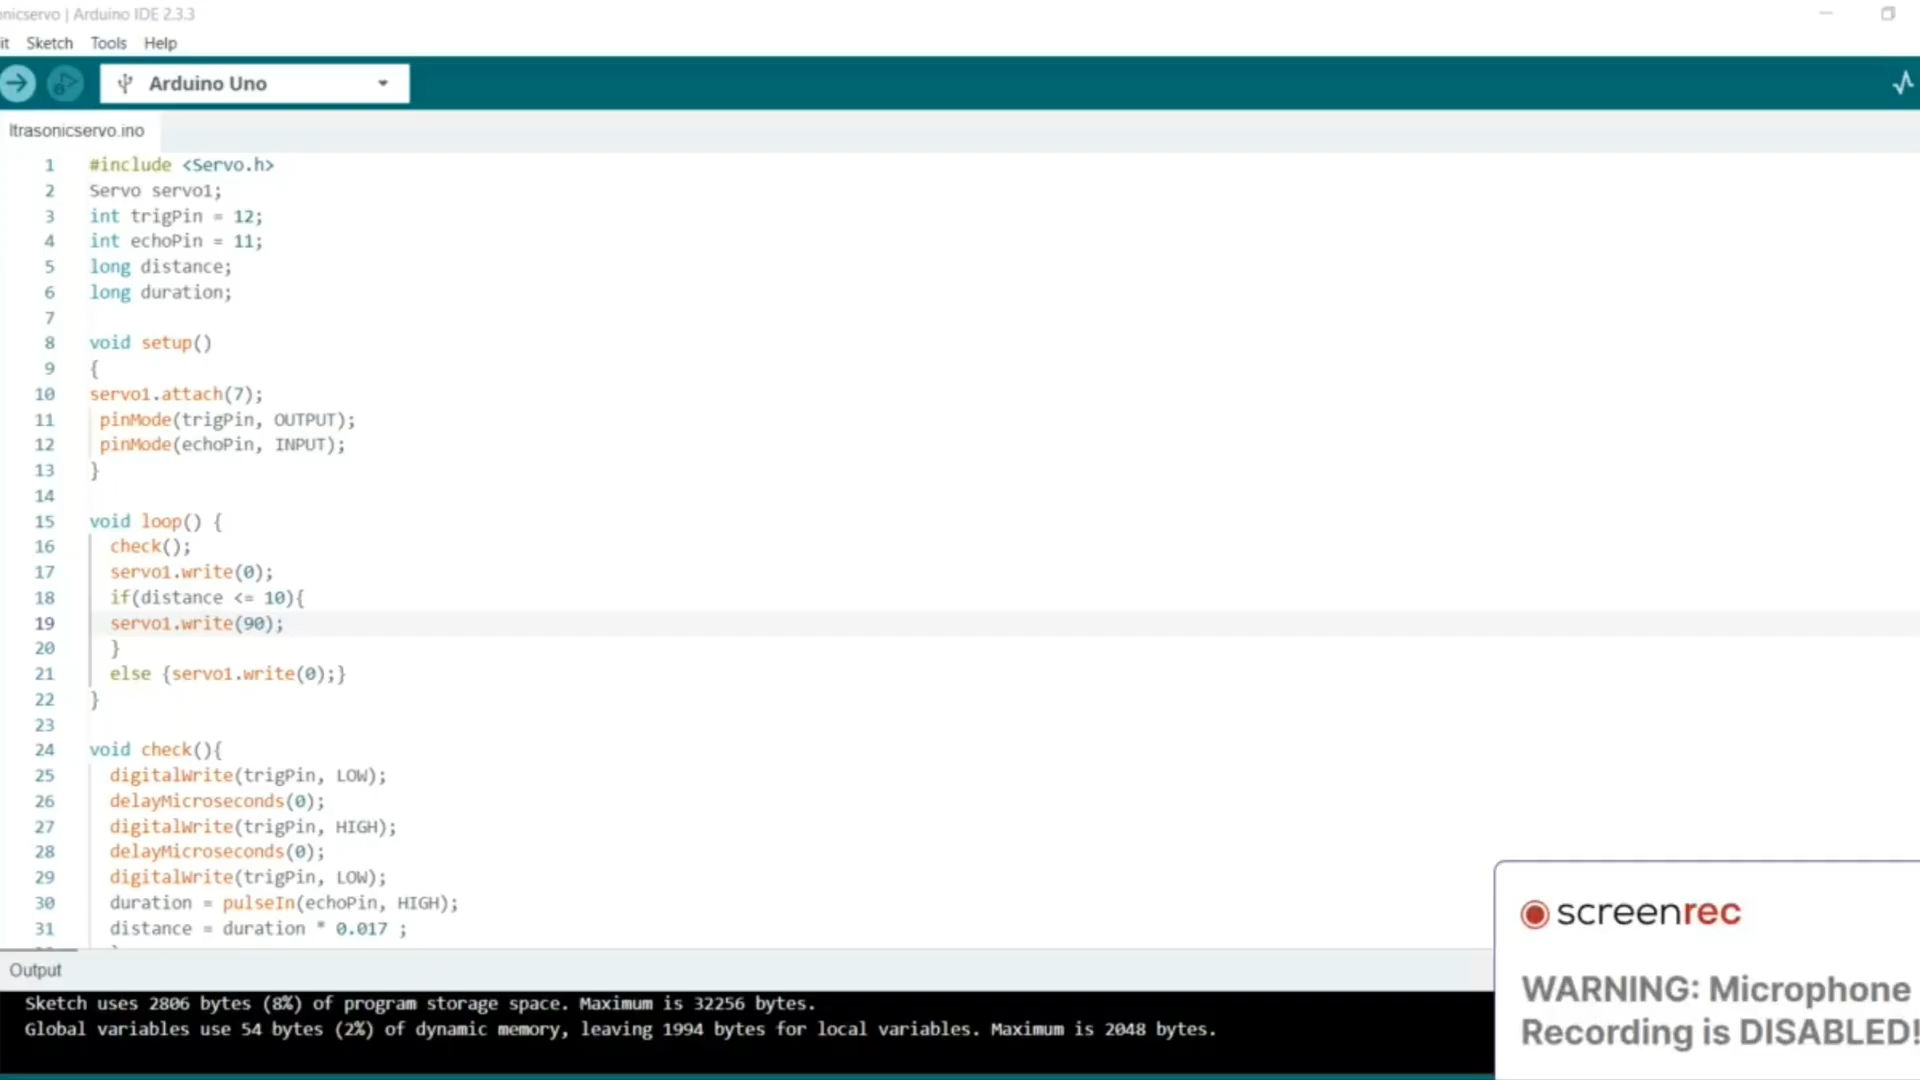 onicservo | Arduino IDE 2.3.3
it Sketch Tools Help
Arduino Uno
ltrasonicservo.ino
1 #include <Servo.h>
2 Servo servo1;
3 int trigPin = 12;
4 int echoPin = 11;
5 long distance;
6 long duration;
7
8 void setup()
9 {
10 servo1.attach(7);
11 pinMode(trigPin, OUTPUT);
12 pinMode(echoPin, INPUT);
13 }
14
15 void loop() {
16 check();
17 servo1.write(0);
18 if(distance <= 10){
19 servo1.write(90);
20 }
21 else {servo1.write(0);}
22 }
23
24 void check(){
25 digitalWrite(trigPin, LOW);
26 delayMicroseconds(0);
27 digitalWrite(trigPin, HIGH);
28 delayMicroseconds(0);
29 digitalWrite(trigPin, LOW);
30 duration = pulseIn(echoPin, HIGH);
31 distance = duration * 0.017 ;
Output
Sketch uses 2806 bytes (8%) of program storage space. Maximum is 32256 bytes.
Global variables use 54 bytes (2%) of dynamic memory, leaving 1994 bytes for local variables. Maximum is 2048 bytes.
screenrec
WARNING: Microphone
Recording is DISABLED!